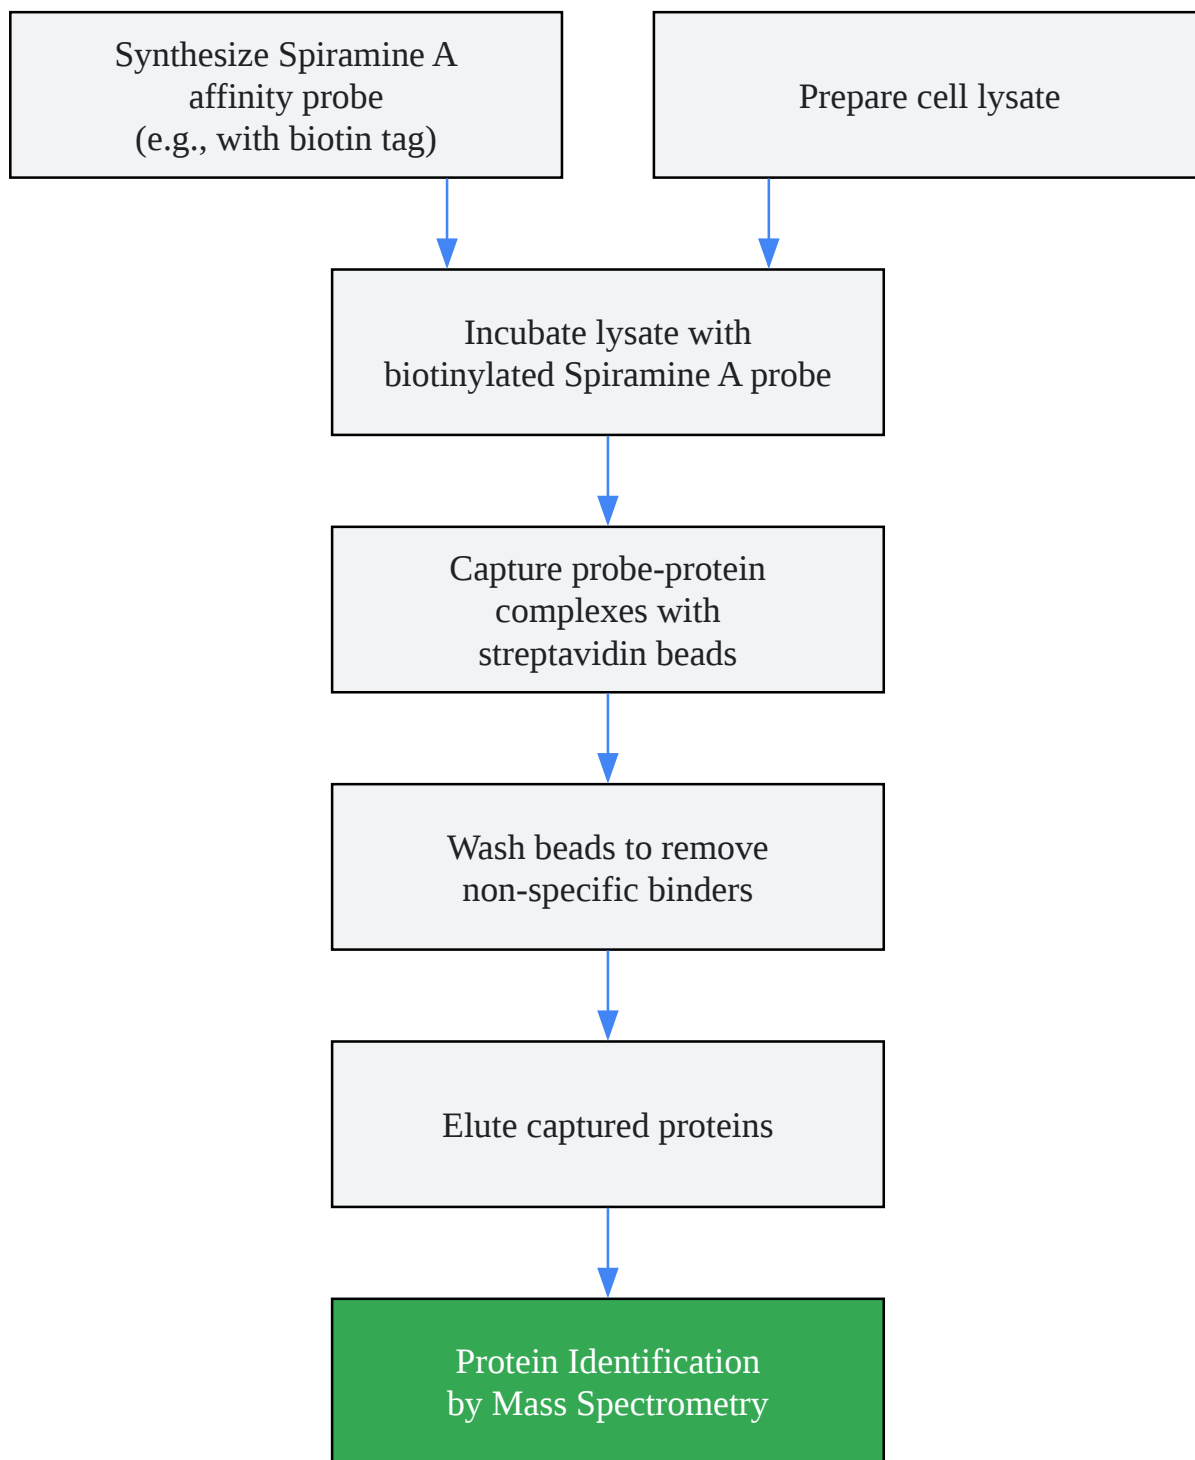 Synthesize Spiramine A
affinity probe
(e.g., with biotin tag)
Prepare cell lysate
Incubate lysate with
biotinylated Spiramine A probe
Capture probe-protein
complexes with
streptavidin beads
Wash beads to remove
non-specific binders
Elute captured proteins
Protein Identification
by Mass Spectrometry